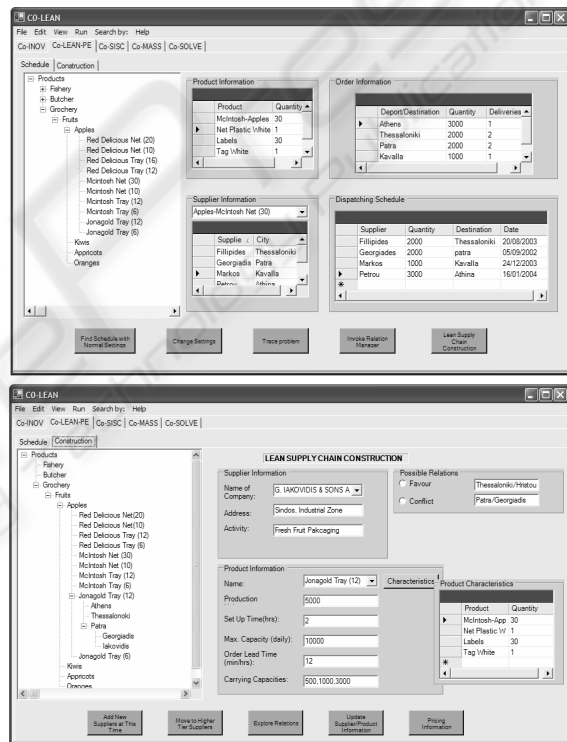 CO-LEAN
File Edit View Run Search by: Help
Co-INOV Co-LEAN-PE Co-SISC Co-MASS Co-SOLVE
Schedule Construction
Products
Fishery
Butcher
Grochery
Fruits
Apples
Red Delicious Net (20)
Red Delicious Net (10)
Red Delicious Tray (16)
Red Delicious Tray (12)
Mcintosh Net (30)
Mcintosh Net (10)
Mcintosh Tray (12)
Mcintosh Tray (6)
Jonagold Tray (12)
Jonagold Tray (6)
Kiwis
Appricots
Oranges
Product Information
Product Quantity
McIntosh-Apples 30
Net Plastic White 1
Labels 30
Tag White 1
Order Information
Deport/Destination Quantity Deliveries
Athens 3000 1
Thessaloniki 2000 2
Patra 2000 2
Kavalla 1000 1
Supplier Information
Apples-McIntosh Net (30)
Supplie City
Fillipides Thessaloniki
Georgiadis Patra
Markos Kavalla
Petrou Athina
Dispatching Schedule
Supplier Quantity Destination Date
Fillipides 2000 Thessaloniki 20/08/2003
Georgiades 2000 patra 05/09/2002
Markos 1000 Kavalla 24/12/2003
Petrou 3000 Athina 16/01/2004
Find Schedule with
Normal Settings
Change Settings
Trace problem
Invoke Relation
Manager
Lean Supply
Chain
Construction
CO-LEAN
File Edit View Run Search by: Help
Co-INOV Co-LEAN-PE Co-SISC Co-MASS Co-SOLVE
Schedule Construction
Products
Fishery
Butcher
Grochery
Fruits
Apples
Red Delicious Net(20)
Red Delicious Net(10)
Red Delicious Tray (12)
Red Delicious Tray (6)
McIntosh Net (30)
McIntosh Net (10)
McIntosh Tray (12)
McIntosh Tray (6)
Jonagold Tray (12)
Athens
Thessalonoki
Patra
Georgiadis
Iakovidis
Jonagold Tray (6)
Kiwis
Appricots
Oranges
LEAN SUPPLY CHAIN CONSTRUCTION
Supplier Information
Name of
Company:
G. IAKOVIDIS & SONS A
Address:
Sindos, Industrial Zone
Activity:
Fresh Fruit Pakcaging
Possible Relations
Favour
Thessaloniki/Hristou
Conflict
Patra/Georgiadis
Product Information
Name:
Jonagold Tray (12)
Characteristics
Production
5000
Set Up Time(hrs):
2
Max. Capacity (daily):
10000
Order Lead Time
(min/hrs):
12
Carrying Capacities:
500,1000,3000
Product Characteristics
Product Quantity
McIntosh-App 30
Net Plastic W 1
Labels 30
Tag White 1
Add New
Suppliers at This
Time
Move to Higher
Tier Suppliers
Explore Relations
Update
Supplier/Product
Information
Pricing
Information